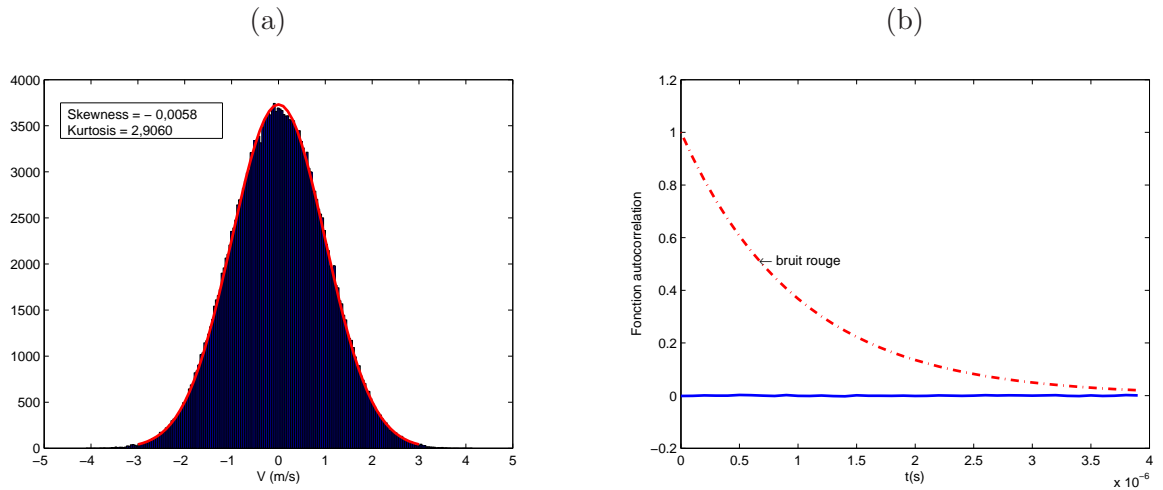 (a)
4000
3500
3000
2500
2000
1500
1000
500
0
Skewness = − 0,0058
Kurtosis = 2,9060
−5 −4 −3 −2 −1 0 1 2 3 4 5
V (m/s)
(b)
Fonction autocorrelation
1.2
1
0.8
0.6
0.4
0.2
0
−0.2
← bruit rouge
0 0.5 1 1.5 2 2.5 3 3.5 4
t(s)
x 10⁻⁶